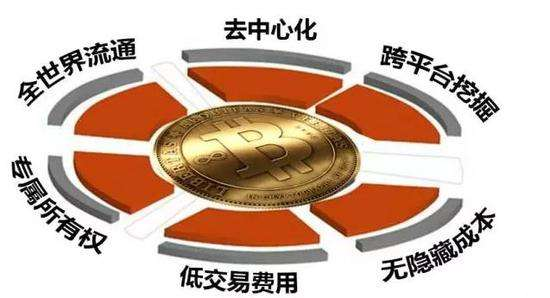 去中心化
全世界流通
跨平台挖掘
专属所有权
无隐藏成本
低交易费用